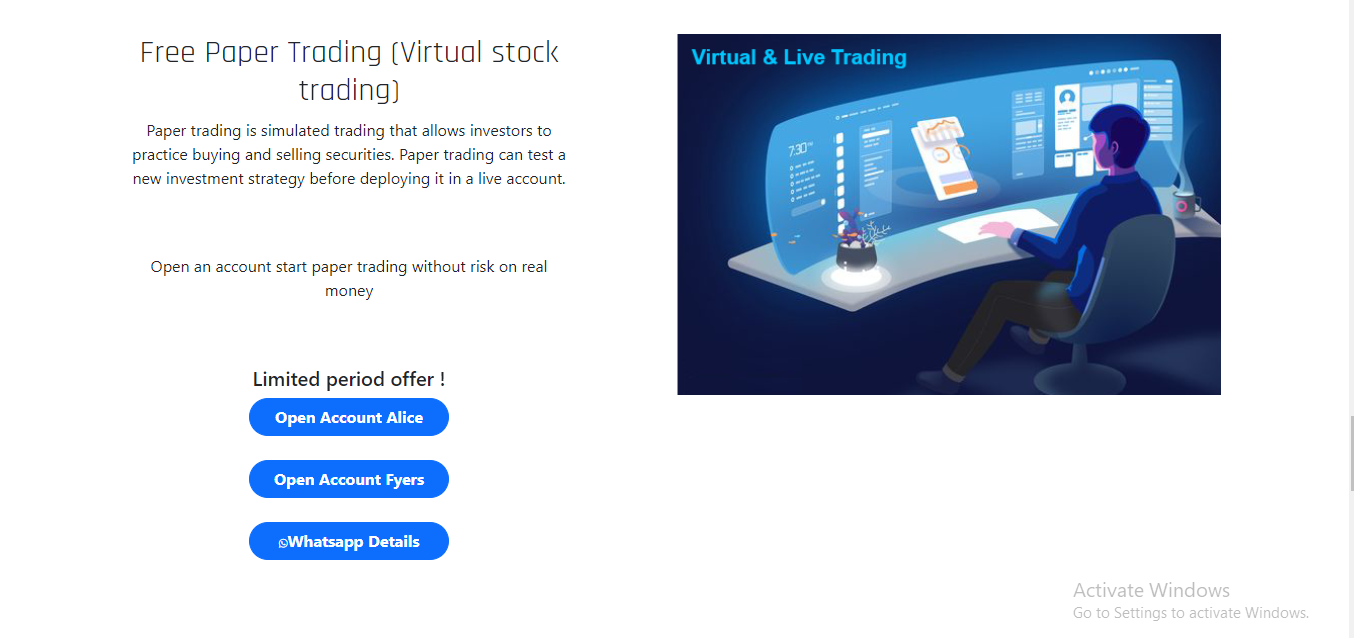 Free Paper Trading (Virtual stock
trading)
Paper trading is simulated trading that allows investors to
practice buying and selling securities. Paper trading can test a
new investment strategy before deploying it in a live account.
Open an account start paper trading without risk on real
money
Limited period offer !
Open Account Alice
Open Account Fyers
Whatsapp Details
Virtual & Live Trading
7:30
Activate Windows
Go to Settings to activate Windows.